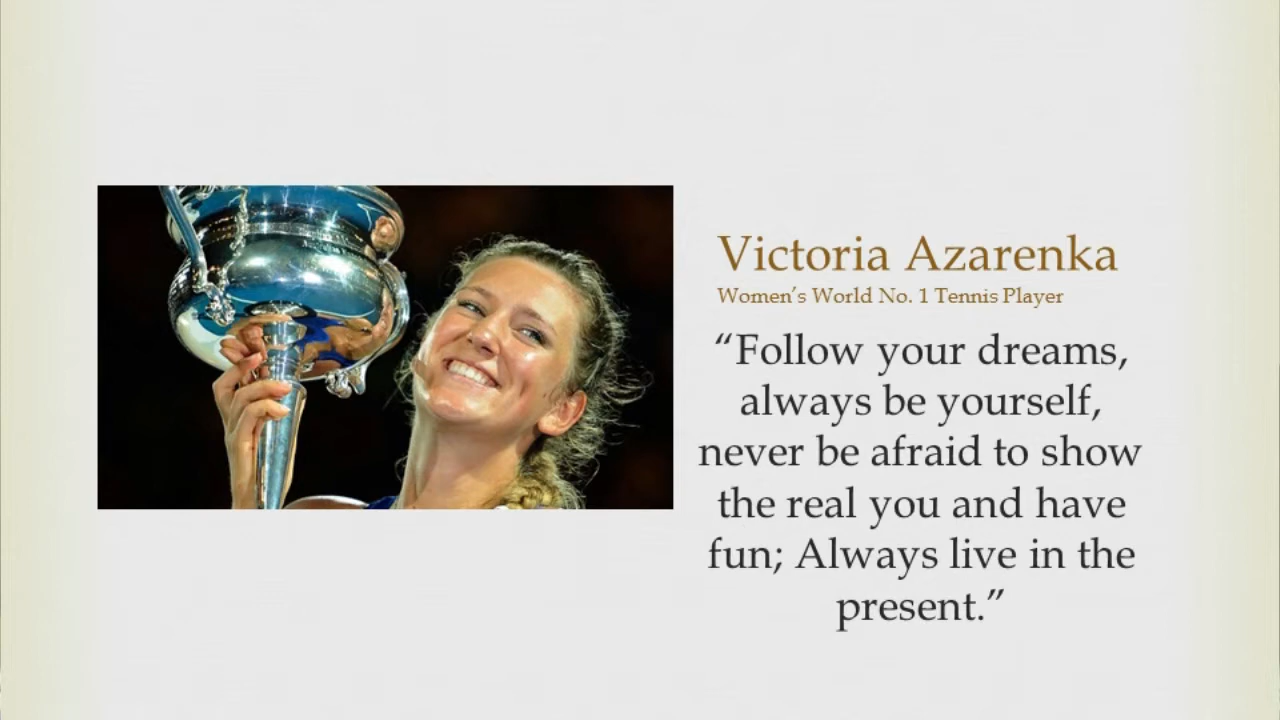 Victoria Azarenka
Women’s World No. 1 Tennis Player
“Follow your dreams,
always be yourself,
never be afraid to show
the real you and have
fun; Always live in the
present.”